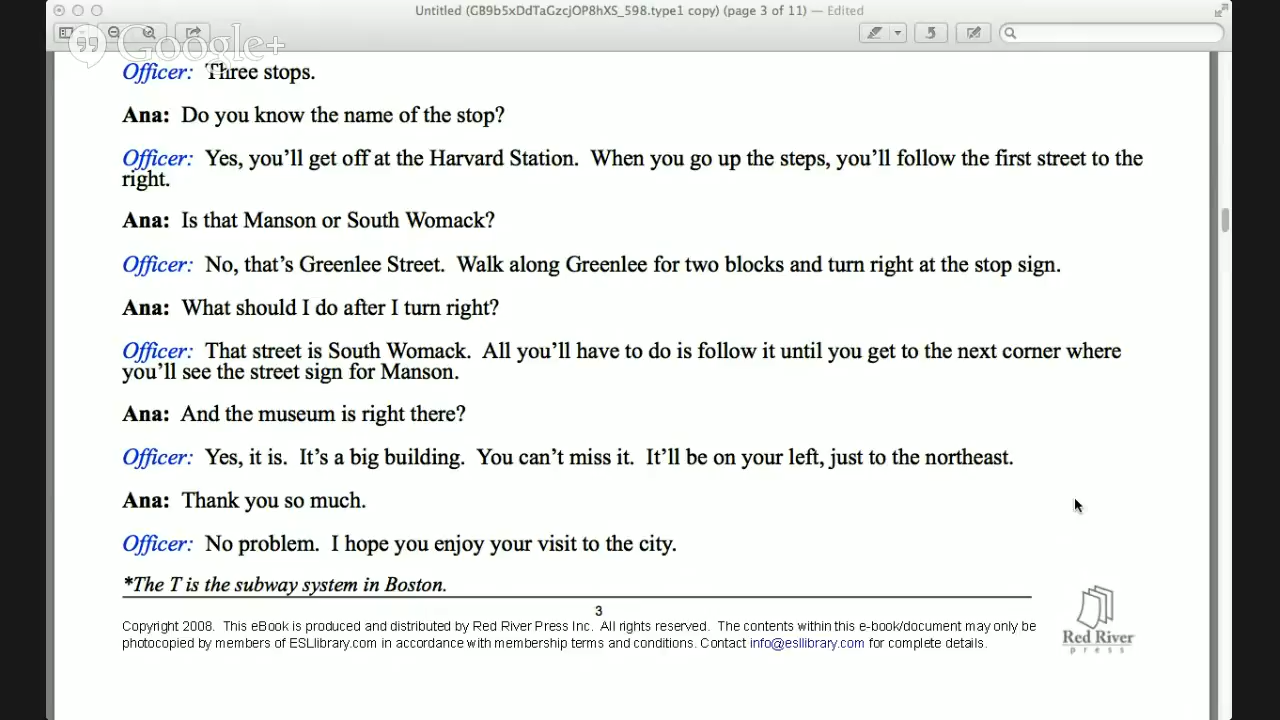 Untitled (GB9b5xDdTaGzcjOP8hXS_598.type1 copy) (page 3 of 11) — Edited
Google+
Officer: Three stops.
Ana: Do you know the name of the stop?
Officer: Yes, you’ll get off at the Harvard Station. When you go up the steps, you’ll follow the first street to the
right.
Ana: Is that Manson or South Womack?
Officer: No, that’s Greenlee Street. Walk along Greenlee for two blocks and turn right at the stop sign.
Ana: What should I do after I turn right?
Officer: That street is South Womack. All you’ll have to do is follow it until you get to the next corner where
you’ll see the street sign for Manson.
Ana: And the museum is right there?
Officer: Yes, it is. It’s a big building. You can’t miss it. It’ll be on your left, just to the northeast.
Ana: Thank you so much.
Officer: No problem. I hope you enjoy your visit to the city.
*The T is the subway system in Boston.
3
Copyright 2008. This eBook is produced and distributed by Red River Press Inc. All rights reserved. The contents within this e-book/document may only be
photocopied by members of ESLlibrary.com in accordance with membership terms and conditions. Contact info@esllibrary.com for complete details.
Red River
press